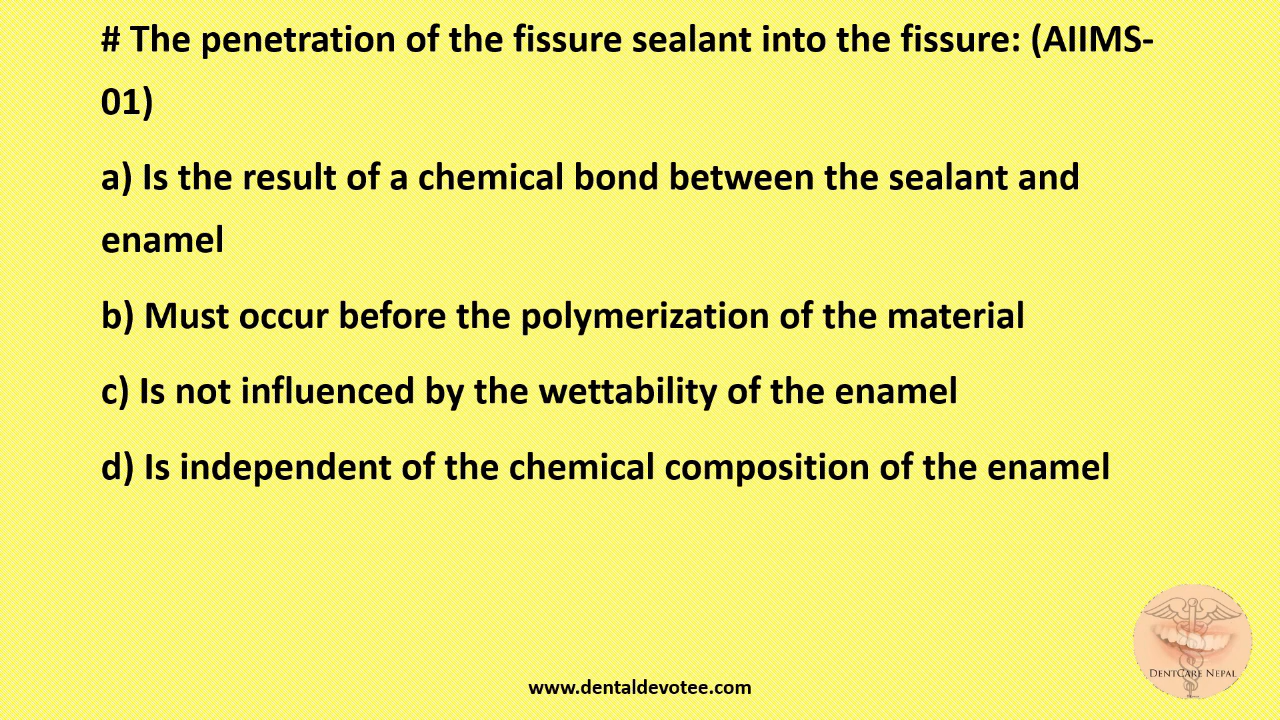 # The penetration of the fissure sealant into the fissure: (AIIMS-
01)
a) Is the result of a chemical bond between the sealant and
enamel
b) Must occur before the polymerization of the material
c) Is not influenced by the wettability of the enamel
d) Is independent of the chemical composition of the enamel
DENTCARE NEPAL
www.dentaldevotee.com